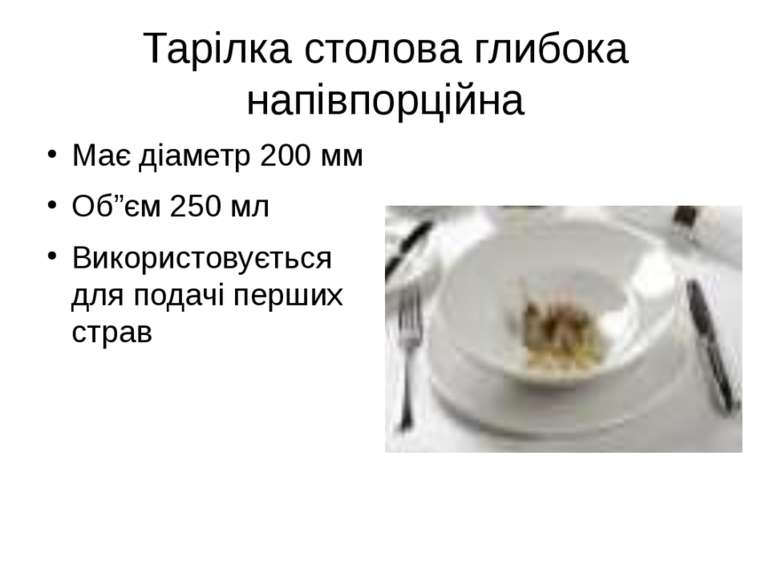 Тарілка столова глибока
напівпорційна
• Має діаметр 200 мм
• Об”єм 250 мл
• Використовується
для подачі перших
страв